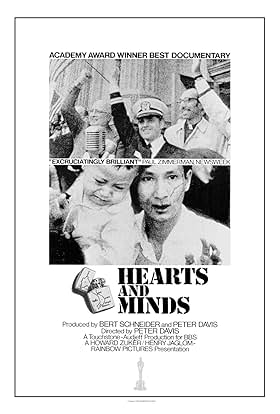 ACADEMY AWARD WINNER BEST DOCUMENTARY
"EXCRUCIATINGLY BRILLIANT" PAUL ZIMMERMAN, NEWSWEEK
HEARTS
AND
MINDS
Produced by BERT SCHNEIDER and PETER DAVIS
Directed by PETER DAVIS
A Touchstone-Audjeff Production for BBS
A HOWARD ZUKER/HENRY JAGLOM-
RAINBOW PICTURES Presentation